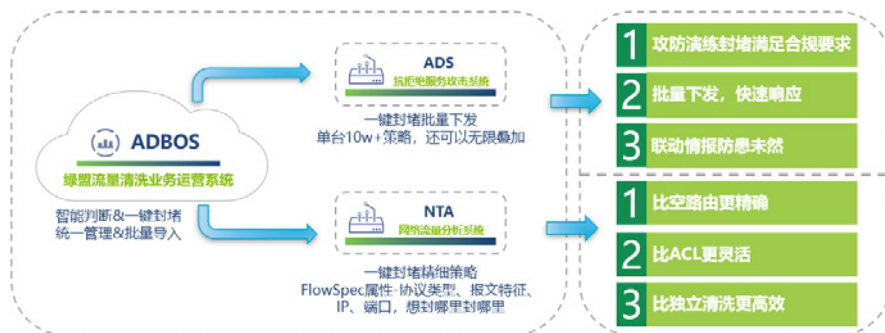 ADBOS
绿盟流量清洗业务运营系统
智能判断&一键封堵
统一管理&批量导入
ADS
抗拒绝服务攻击系统
一键封堵批量下发
单台10w+策略，还可以无限叠加
NTA
网络流量分析系统
一键封堵精细策略
FlowSpec属性-协议类型、报文特征、
IP、端口，想封哪里封哪里
1 攻防演练封堵满足合规要求
2 批量下发，快速响应
3 联动情报防患未然
1 比空路由更精确
2 比ACL更灵活
3 比独立清洗更高效